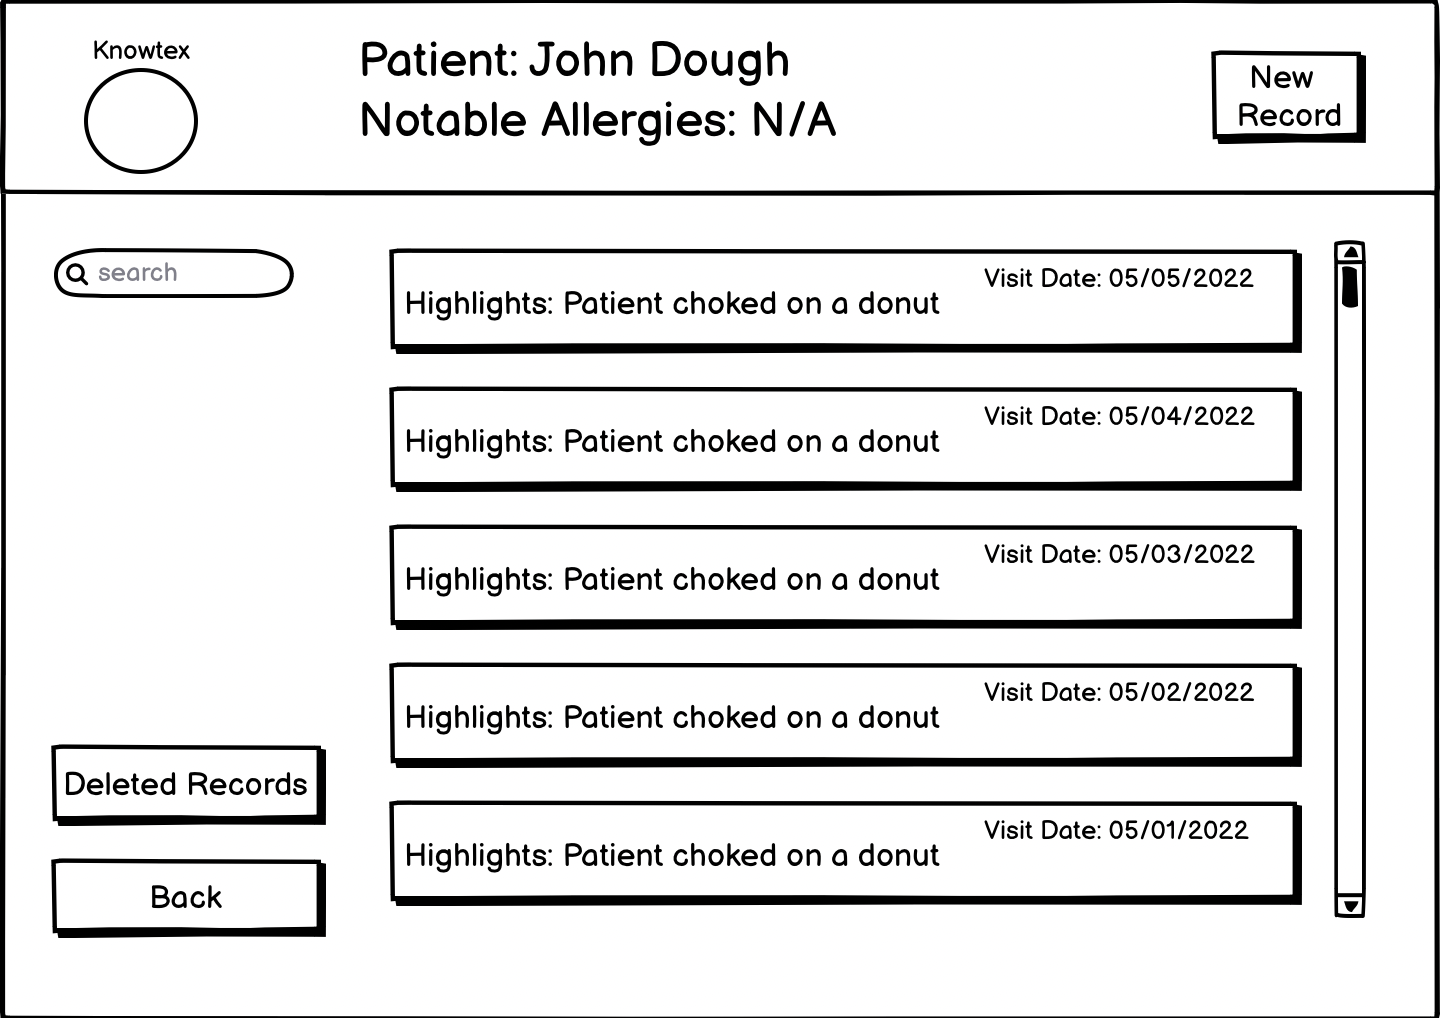 Knowtex
Patient: John Dough
Notable Allergies: N/A
New
Record
search
Visit Date: 05/05/2022
Highlights: Patient choked on a donut
Visit Date: 05/04/2022
Highlights: Patient choked on a donut
Visit Date: 05/03/2022
Highlights: Patient choked on a donut
Visit Date: 05/02/2022
Highlights: Patient choked on a donut
Visit Date: 05/01/2022
Highlights: Patient choked on a donut
Deleted Records
Back